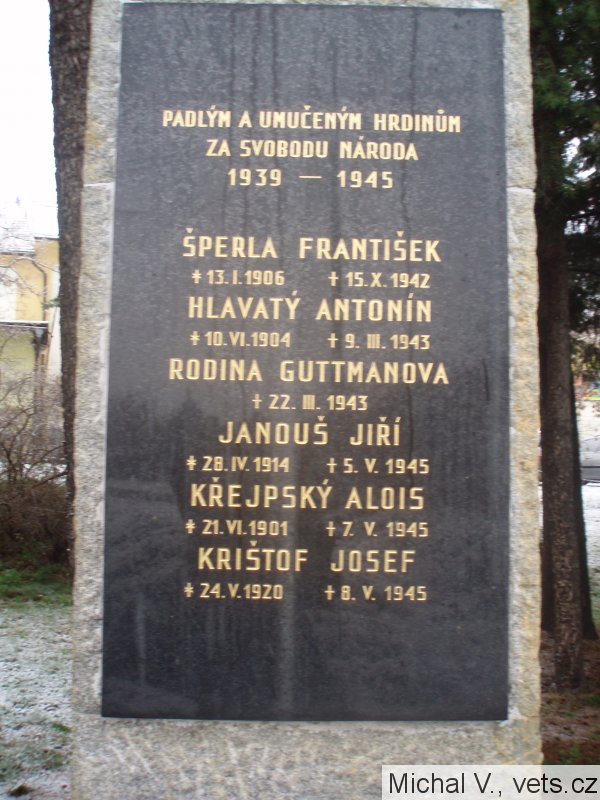 PADLÝM A UMUČENÝM HRDINŮM
ZA SVOBODU NÁRODA
1939 — 1945
ŠPERLA FRANTIŠEK
* 13. I. 1906 † 15. X. 1942
HLAVATÝ ANTONÍN
* 10. VI. 1904 † 9. III. 1943
RODINA GUTTMANOVA
† 22. III. 1943
JANOUŠ JIŘÍ
* 28. IV. 1914 † 5. V. 1945
KŘEJPSKÝ ALOIS
* 21. VI. 1901 † 7. V. 1945
KRIŠTOF JOSEF
* 24. V. 1920 † 8. V. 1945
Michal V., vets.cz